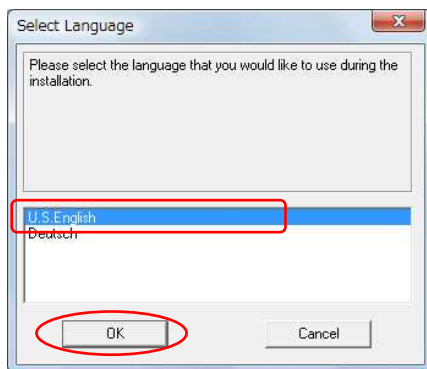 Select Language
Please select the language that you would like to use during the
installation.
U.S.English
Deutsch
OK
Cancel